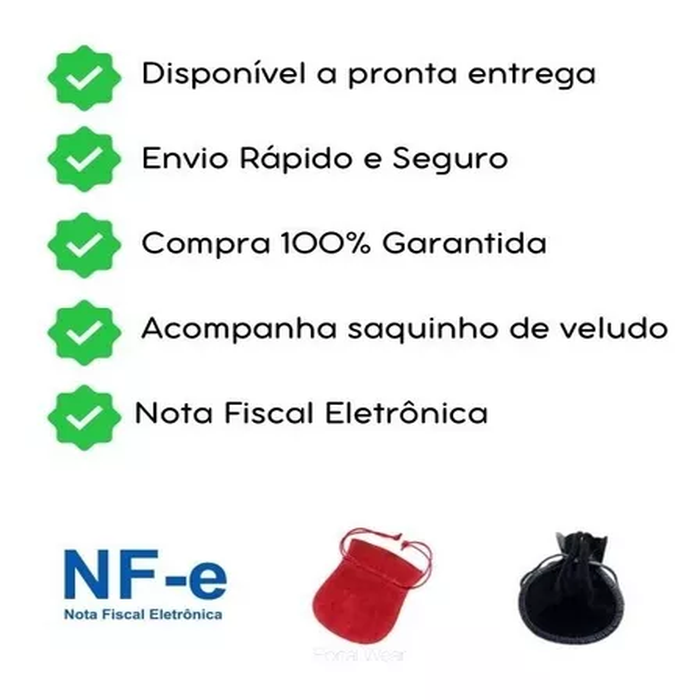 Disponível a pronta entrega
Envio Rápido e Seguro
Compra 100% Garantida
Acompanha saquinho de veludo
Nota Fiscal Eletrônica
NF-e
Nota Fiscal Eletrônica
Portal Wear